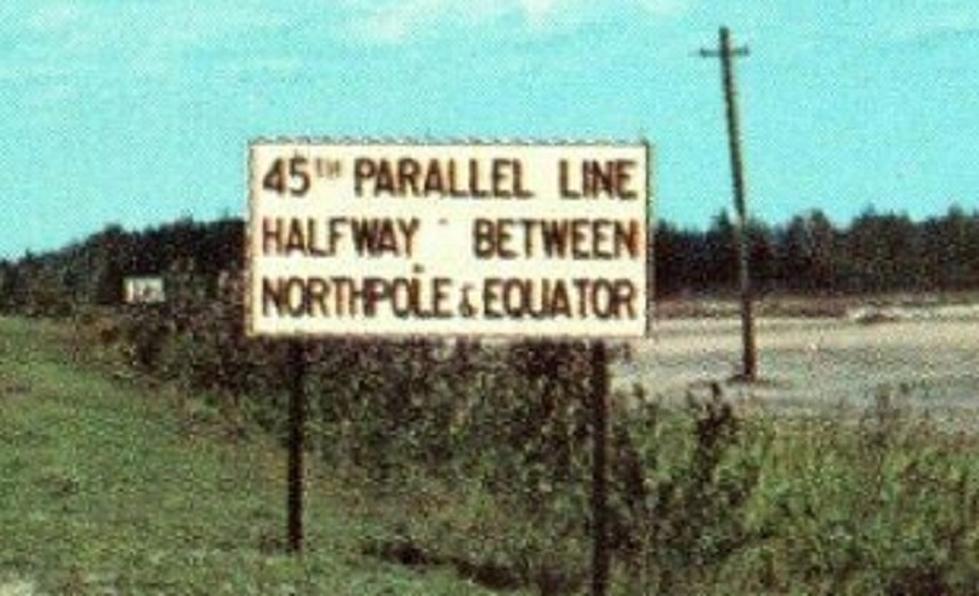 45TH PARALLEL LINE
HALFWAY BETWEEN
NORTHPOLE & EQUATOR